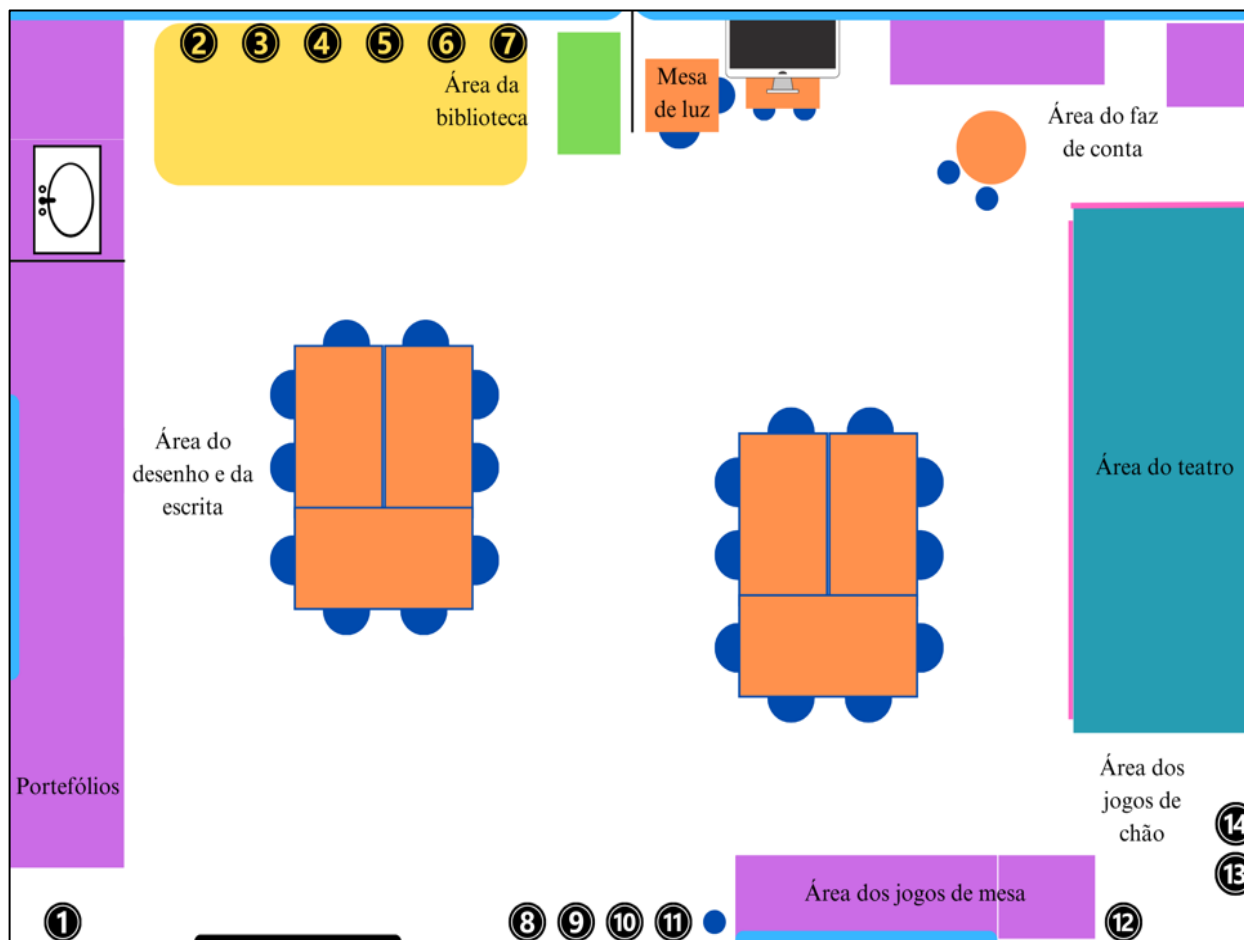 2 3 4 5 6 7
Área da
biblioteca
Mesa
de luz
Área do faz
de conta
Área do
desenho e da
escrita
Área do teatro
Portefólios
Área dos
jogos de
chão
14
13
Área dos jogos de mesa
1
8 9 10 11
12